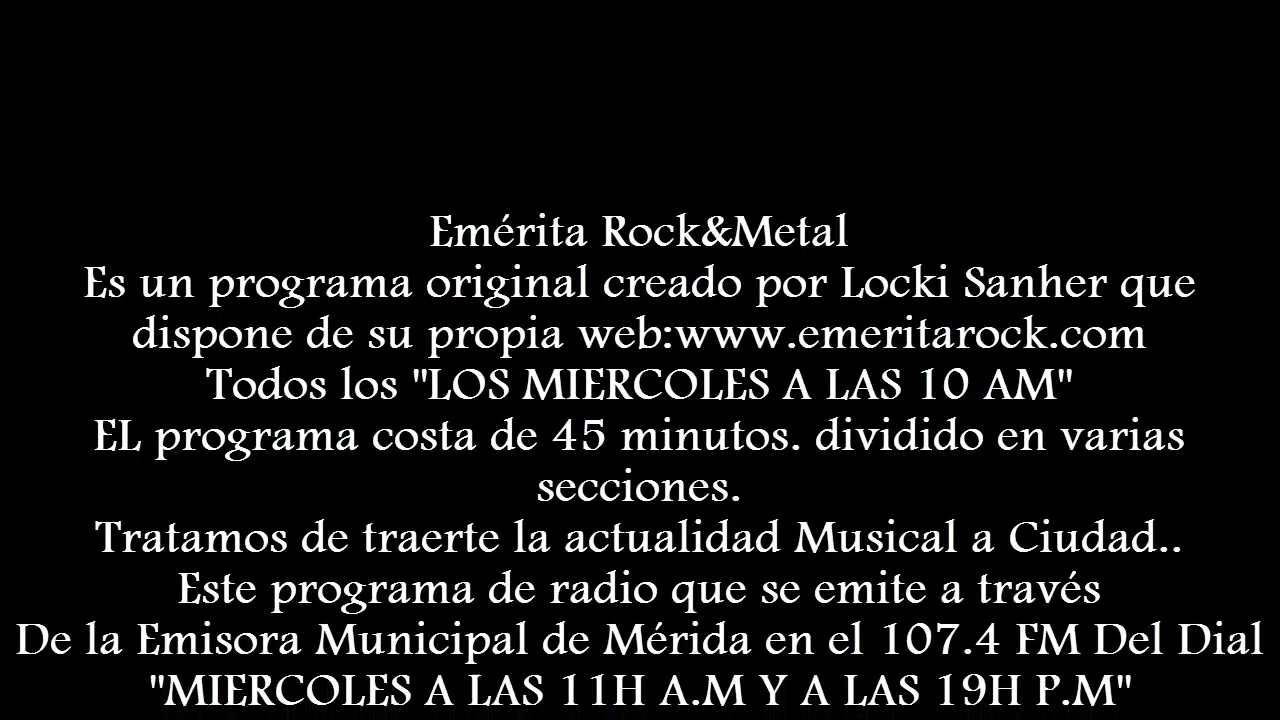 Emérita Rock&Metal
Es un programa original creado por Locki Sanher que
dispone de su propia web:www.emeritarock.com
Todos los "LOS MIERCOLES A LAS 10 AM"
EL programa costa de 45 minutos. dividido en varias
secciones.
Tratamos de traerte la actualidad Musical a Ciudad..
Este programa de radio que se emite a través
De la Emisora Municipal de Mérida en el 107.4 FM Del Dial
"MIERCOLES A LAS 11H A.M Y A LAS 19H P.M"